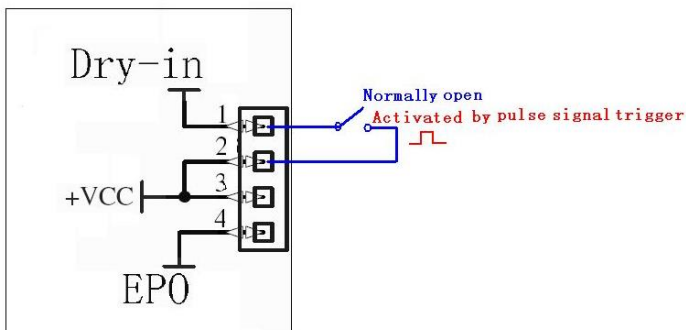 Dry-in
Normally open
1
Activated by pulse signal trigger
2
+VCC
3
4
EPO